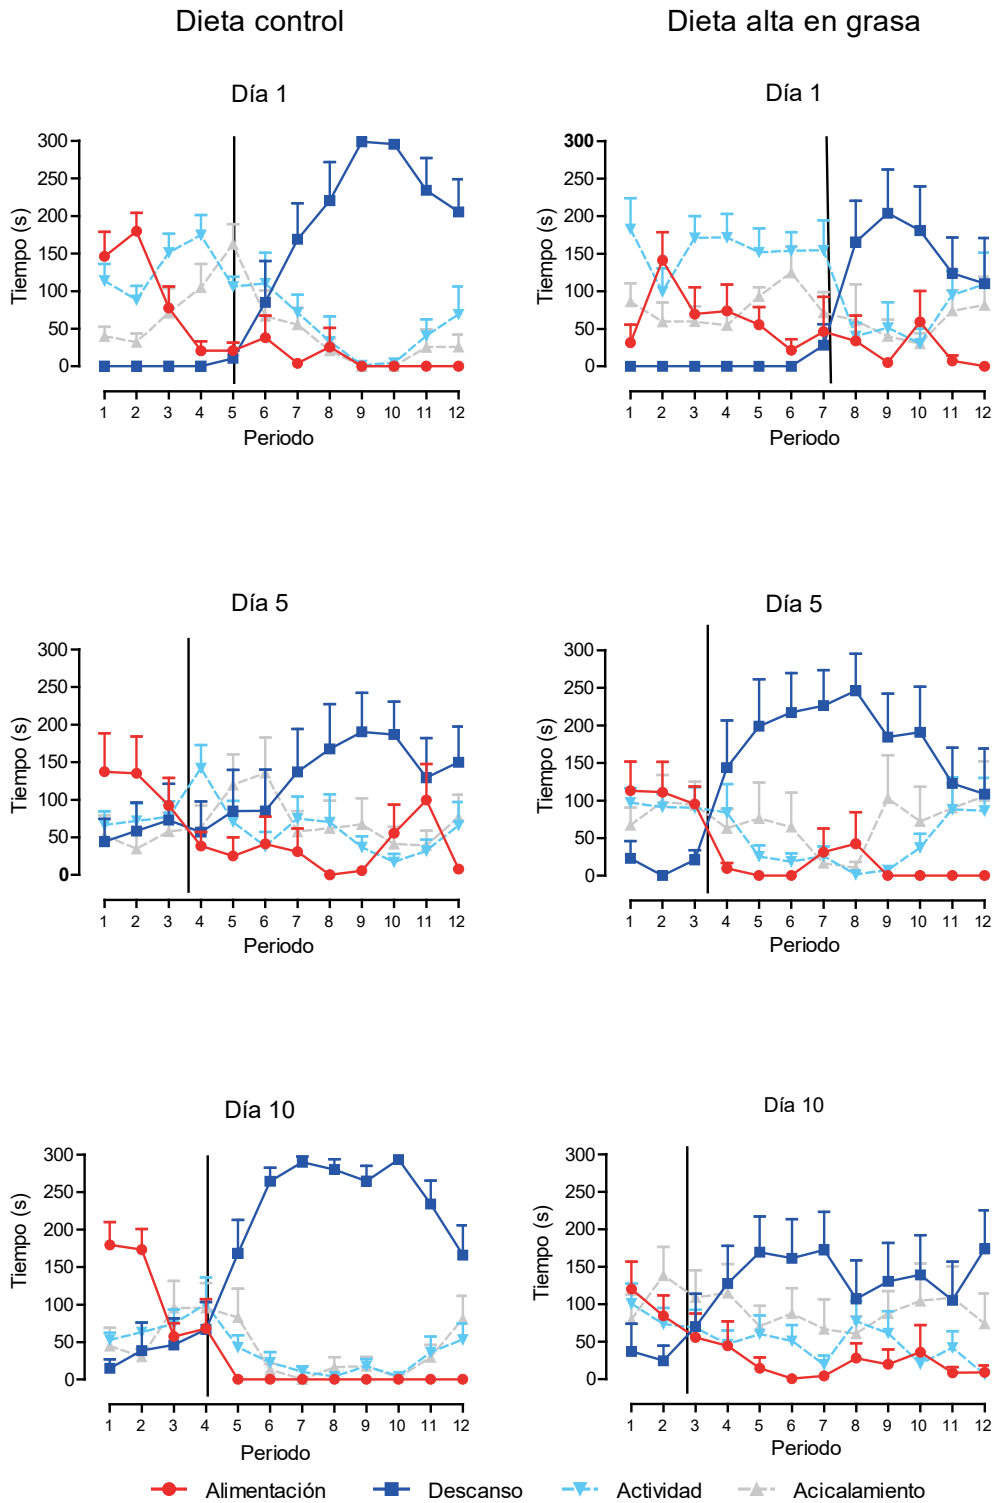 Dieta control
Dieta alta en grasa
Día 1
300
250
200
150
100
50
0
Tiempo (s)
1 2 3 4 5 6 7 8 9 10 11 12
Periodo
Día 1
300
250
200
150
100
50
0
Tiempo (s)
1 2 3 4 5 6 7 8 9 10 11 12
Periodo
Día 5
300
250
200
150
100
50
0
Tiempo (s)
1 2 3 4 5 6 7 8 9 10 11 12
Periodo
Día 5
300
250
200
150
100
50
0
Tiempo (s)
1 2 3 4 5 6 7 8 9 10 11 12
Periodo
Día 10
300
250
200
150
100
50
0
Tiempo (s)
1 2 3 4 5 6 7 8 9 10 11 12
Periodo
Día 10
300
250
200
150
100
50
0
Tiempo (s)
1 2 3 4 5 6 7 8 9 10 11 12
Periodo
Alimentación Descanso Actividad Acicalamiento